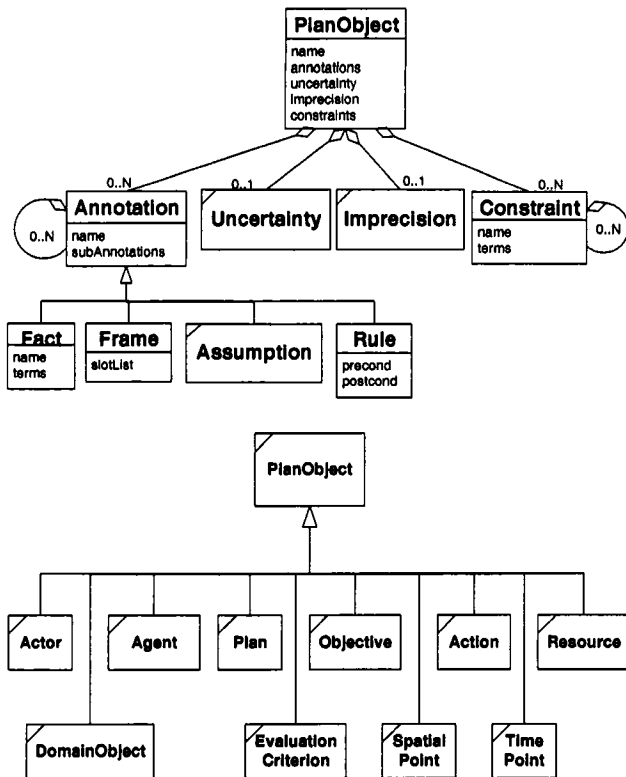 PlanObject
name
annotations
uncertainty
imprecision
constraints
0..N
0..1
0..1
0..N
Annotation
name
subAnnotations
0..N
Uncertainty
Imprecision
Constraint
name
terms
0..N
Fact
name
terms
Frame
slotList
Assumption
Rule
precond
postcond
PlanObject
Actor
Agent
Plan
Objective
Action
Resource
DomainObject
Evaluation
Criterion
Spatial
Point
Time
Point